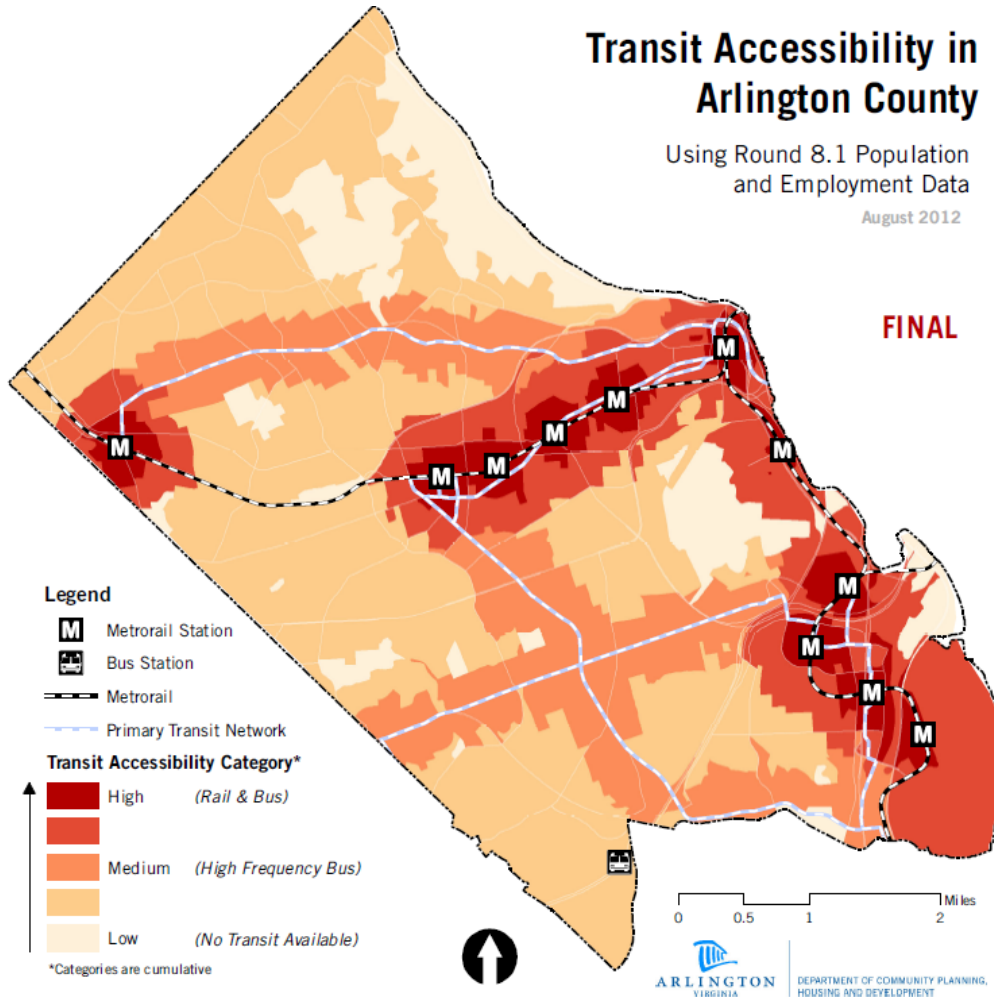 Transit Accessibility in
Arlington County
Using Round 8.1 Population
and Employment Data
August 2012
FINAL
M
M
M
M
M
M
M
M
M
M
M
Legend
M Metrorail Station
Bus Station
Metrorail
Primary Transit Network
Transit Accessibility Category*
High (Rail & Bus)
Medium (High Frequency Bus)
Low (No Transit Available)
*Categories are cumulative
Miles
0 0.5 1 2
ARLINGTON
VIRGINIA
DEPARTMENT OF COMMUNITY PLANNING,
HOUSING AND DEVELOPMENT